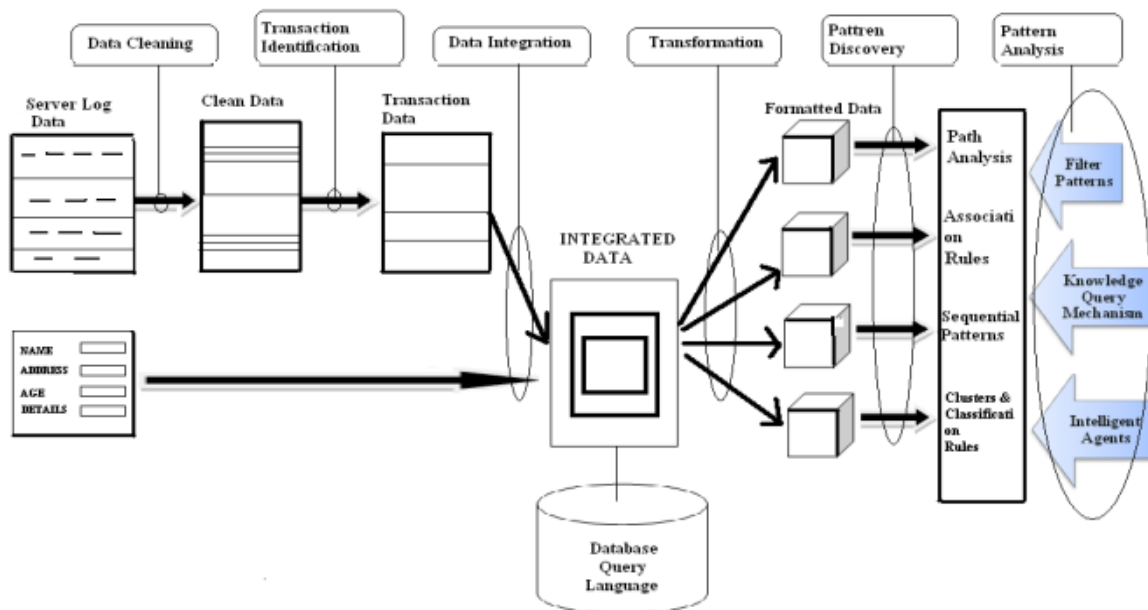 Data Cleaning
Transaction
Identification
Data Integration
Transformation
Pattren
Discovery
Pattern
Analysis
Server Log
Data
Clean Data
Transaction
Data
Formatted Data
Path
Analysis
Associati
on
Rules
Sequential
Patterns
Clusters &
Classificati
on
Rules
Filter
Patterns
Knowledge
Query
Mechanism
Intelligent
Agents
INTEGRATED
DATA
NAME
ADDRESS
AGE
DETAILS
Database
Query
Language